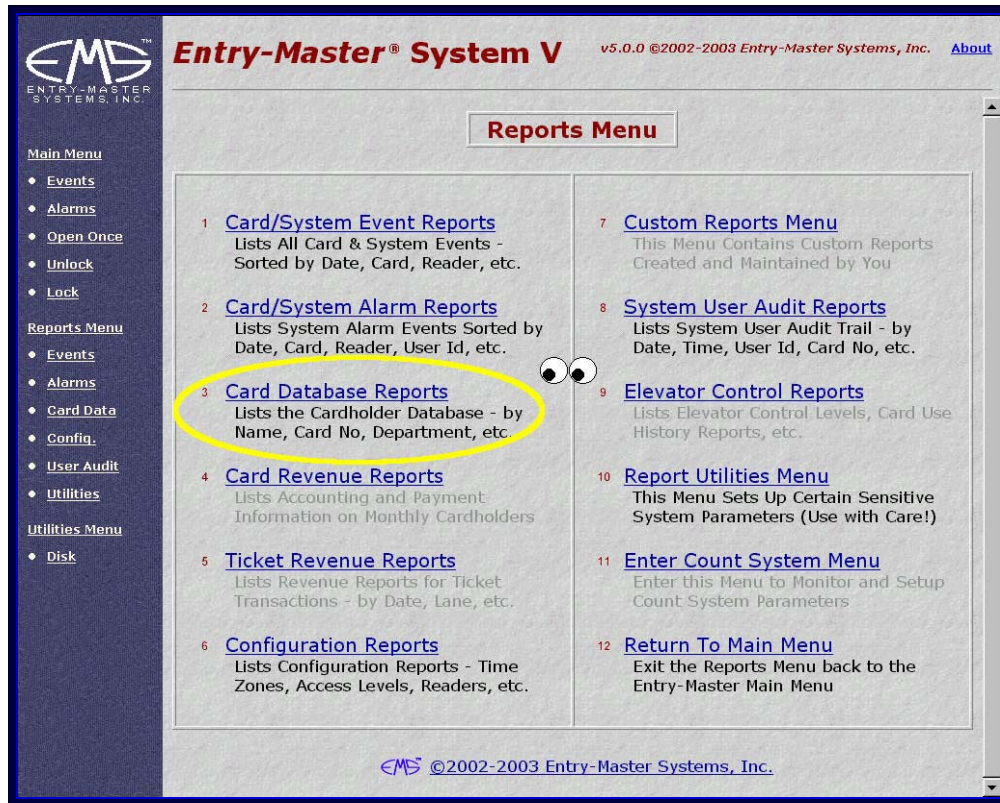 EMS™
ENTRY-MASTER
SYSTEMS, INC.
Entry-Master® System V
v5.0.0 ©2002-2003 Entry-Master Systems, Inc.
About
Main Menu
Events
Alarms
Open Once
Unlock
Lock
Reports Menu
Events
Alarms
Card Data
Config.
User Audit
Utilities
Utilities Menu
Disk
Reports Menu
1 Card/System Event Reports
Lists All Card & System Events -
Sorted by Date, Card, Reader, etc.
2 Card/System Alarm Reports
Lists System Alarm Events Sorted by
Date, Card, Reader, User Id, etc.
3 Card Database Reports
Lists the Cardholder Database - by
Name, Card No, Department, etc.
4 Card Revenue Reports
Lists Accounting and Payment
Information on Monthly Cardholders
5 Ticket Revenue Reports
Lists Revenue Reports for Ticket
Transactions - by Date, Lane, etc.
6 Configuration Reports
Lists Configuration Reports - Time
Zones, Access Levels, Readers, etc.
7 Custom Reports Menu
This Menu Contains Custom Reports
Created and Maintained by You
8 System User Audit Reports
Lists System User Audit Trail - by
Date, Time, User Id, Card No, etc.
9 Elevator Control Reports
Lists Elevator Control Levels, Card Use
History Reports, etc.
10 Report Utilities Menu
This Menu Sets Up Certain Sensitive
System Parameters (Use with Care!)
11 Enter Count System Menu
Enter this Menu to Monitor and Setup
Count System Parameters
12 Return To Main Menu
Exit the Reports Menu back to the
Entry-Master Main Menu
EMS™ ©2002-2003 Entry-Master Systems, Inc.